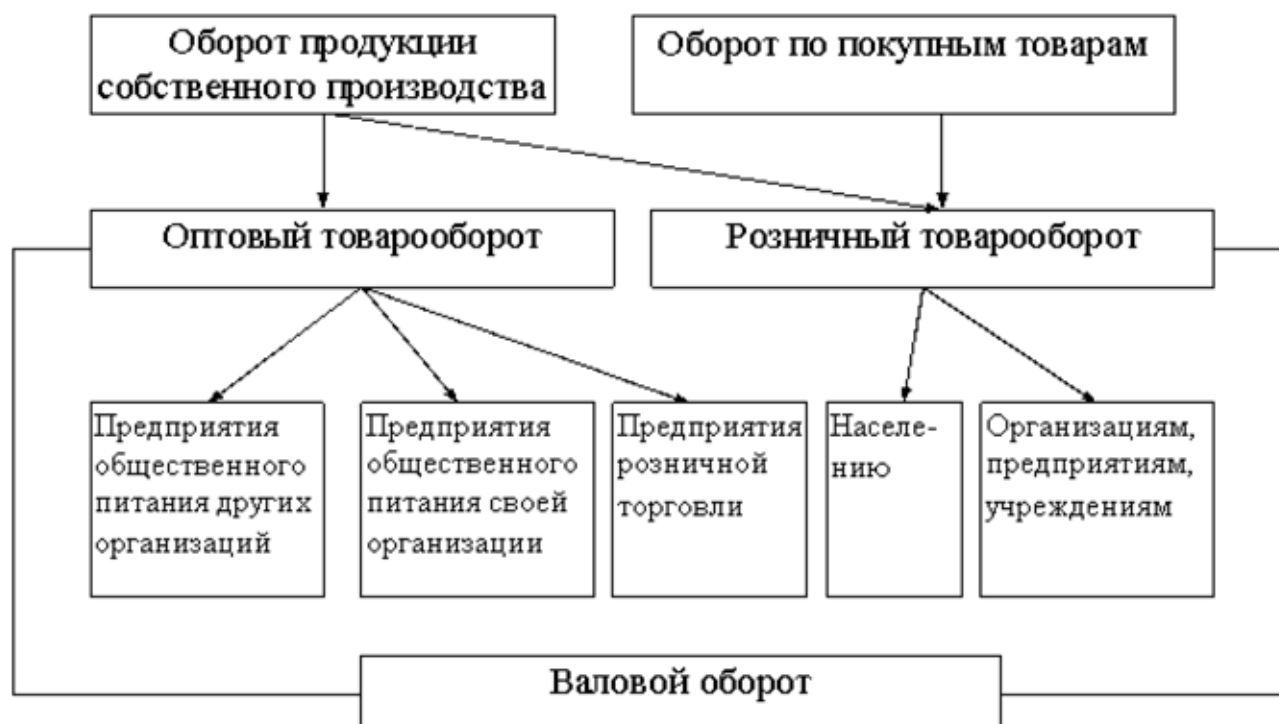 Оборот продукции
собственного производства
Оборот по покупным товарам
Оптовый товарооборот
Розничный товарооборот
Предприятия
общественного
питания других
организаций
Предприятия
общественного
питания своей
организации
Предприятия
розничной
торговли
Населе-
нию
Организациям,
предприятиям,
учреждениям
Валовой оборот